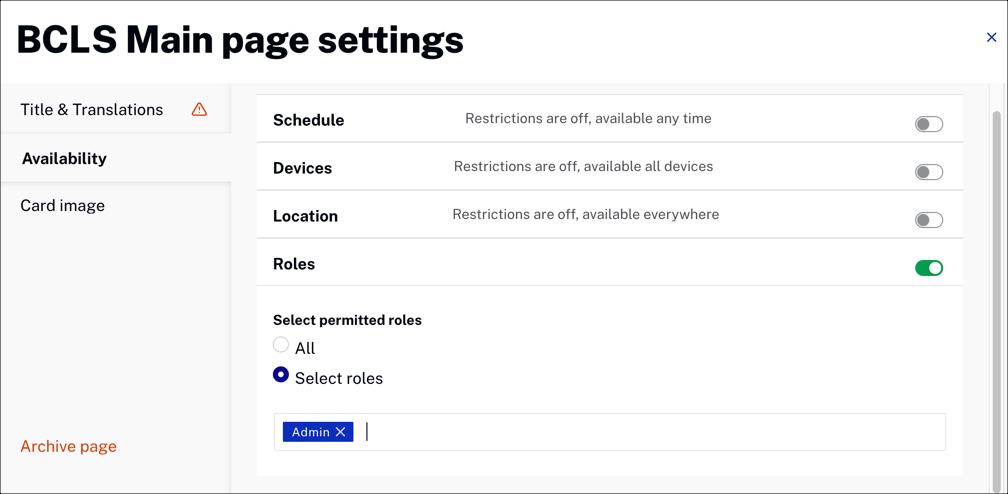 BCLS Main page settings
Title & Translations
Availability
Card image
Archive page
Schedule Restrictions are off, available any time
Devices Restrictions are off, available all devices
Location Restrictions are off, available everywhere
Roles
Select permitted roles
All
Select roles
Admin